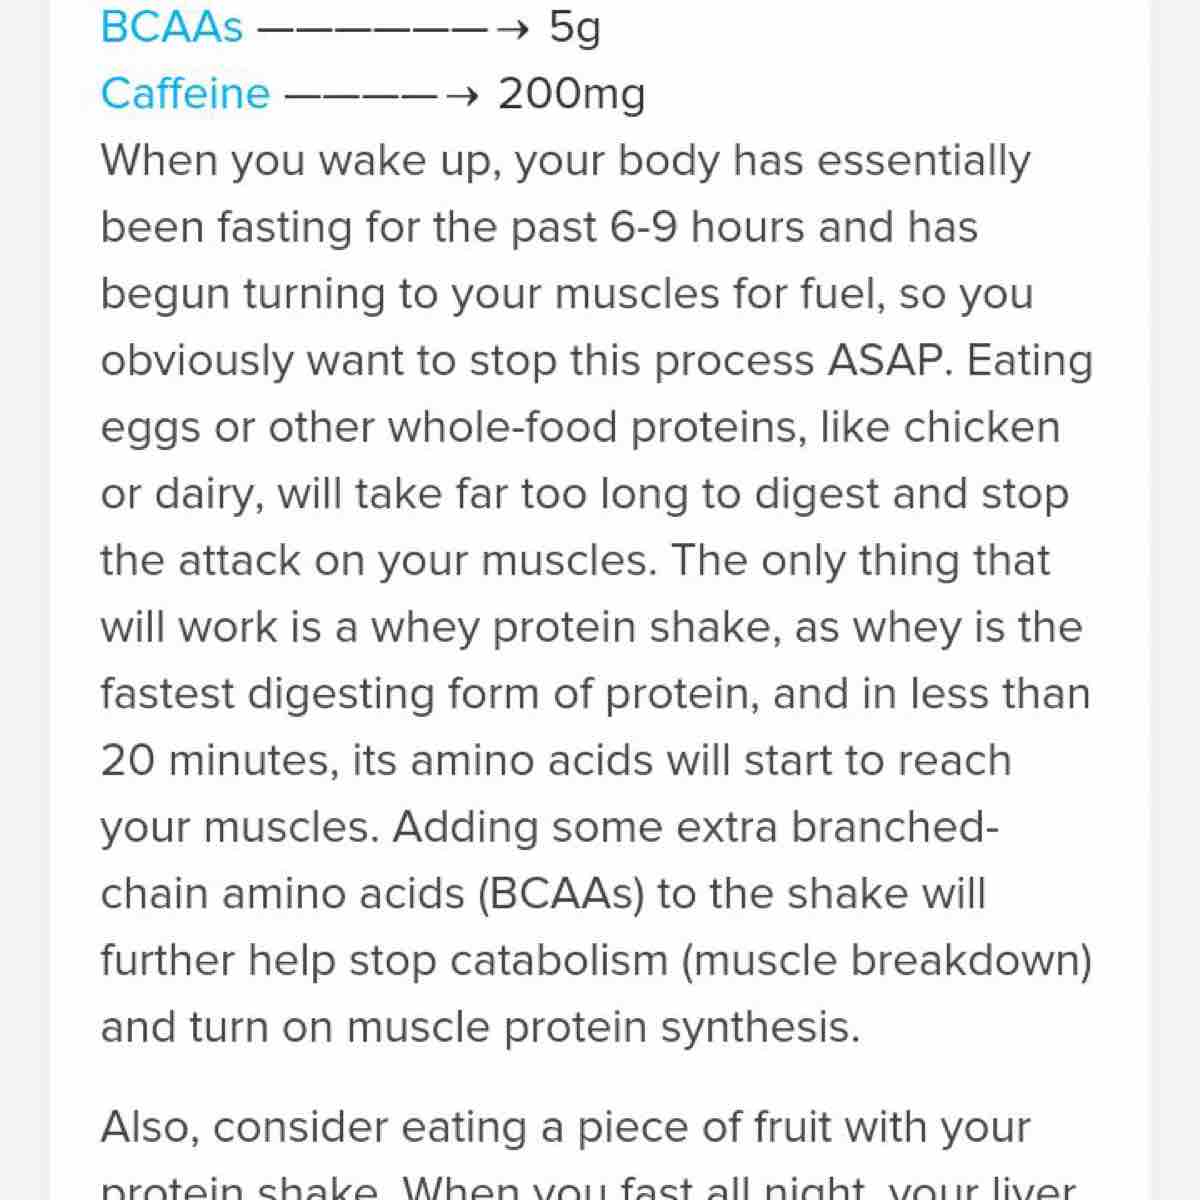 BCAAs ——————→ 5g
Caffeine ————→ 200mg
When you wake up, your body has essentially
been fasting for the past 6-9 hours and has
begun turning to your muscles for fuel, so you
obviously want to stop this process ASAP. Eating
eggs or other whole-food proteins, like chicken
or dairy, will take far too long to digest and stop
the attack on your muscles. The only thing that
will work is a whey protein shake, as whey is the
fastest digesting form of protein, and in less than
20 minutes, its amino acids will start to reach
your muscles. Adding some extra branched-
chain amino acids (BCAAs) to the shake will
further help stop catabolism (muscle breakdown)
and turn on muscle protein synthesis.
Also, consider eating a piece of fruit with your
protein shake. When you fast all night, your liver